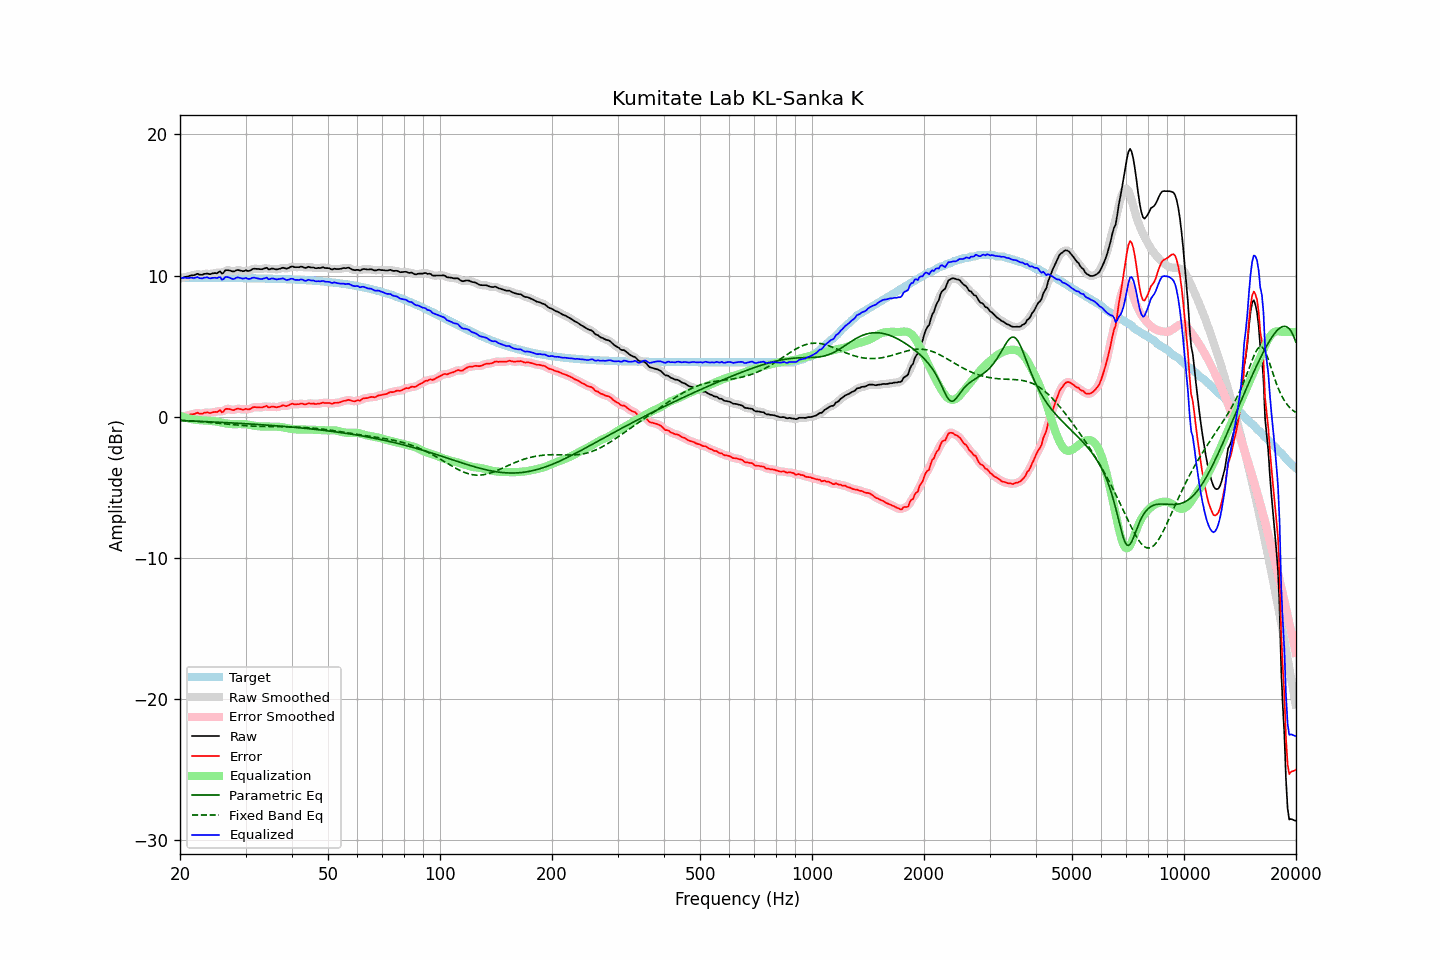 Kumitate Lab KL-Sanka K
Amplitude (dBr)
20
10
0
−10
−20
−30
Target
Raw Smoothed
Error Smoothed
Raw
Error
Equalization
Parametric Eq
Fixed Band Eq
Equalized
20 50 100 200 500 1000 2000 5000 10000 20000
Frequency (Hz)